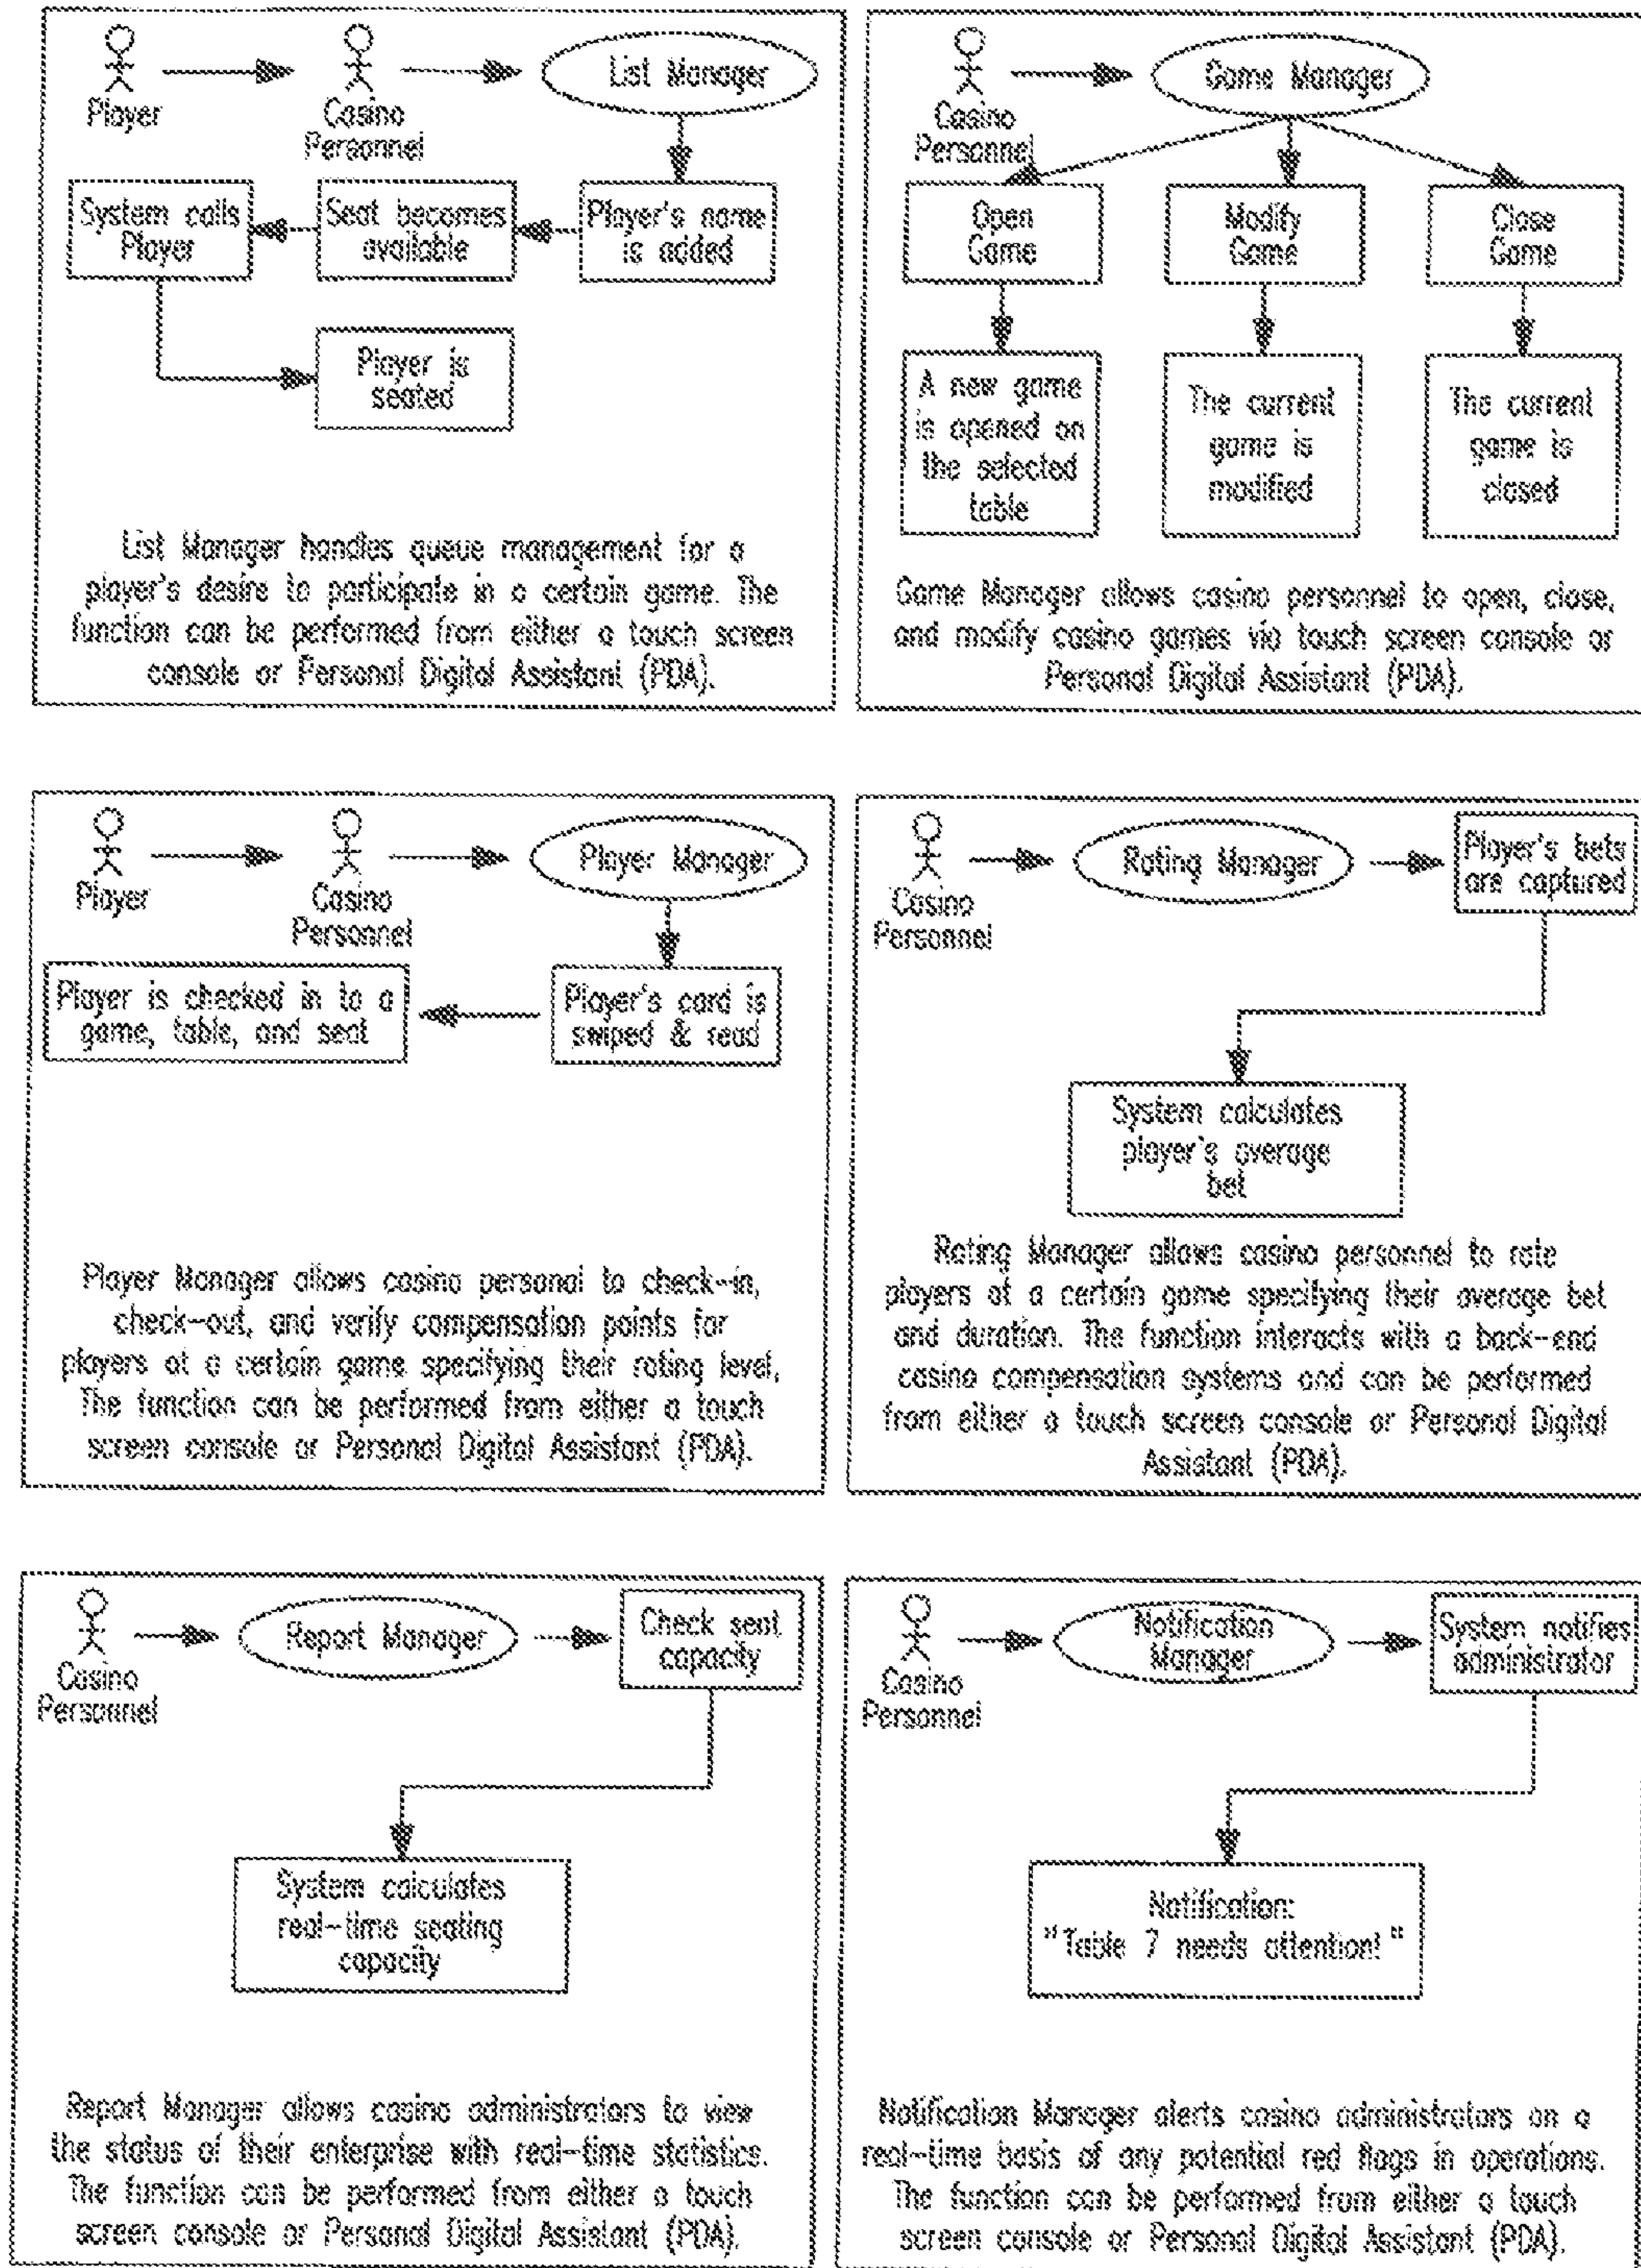 Player
Casino
Personnel
List Manager
System calls
Player
Seat becomes
available
Player's name
is added
Player is
seated
List Manager handles queue management for a
player's desire to participate in a certain game. The
function can be performed from either a touch screen
console or Personal Digital Assistant (PDA).
Casino
Personnel
Game Manager
Open
Game
Modify
Game
Close
Game
A new game
is opened on
the selected
table
The current
game is
modified
The current
game is
closed
Game Manager allows casino personnel to open, close,
and modify casino games via touch screen console or
Personal Digital Assistant (PDA).
Player
Casino
Personnel
Player Manager
Player is checked in to a
game, table, and seat
Player's card is
swiped & read
Player Manager allows casino personal to check-in,
check-out, and verify compensation points for
players at a certain game specifying their rating level.
The function can be performed from either a touch
screen console or Personal Digital Assistant (PDA).
Casino
Personnel
Rating Manager
Player's bets
are captured
System calculates
player's average
bet
Rating Manager allows casino personnel to rate
players at a certain game specifying their average bet
and duration. The function interacts with a back-end
casino compensation systems and can be performed
from either a touch screen console or Personal Digital
Assistant (PDA).
Casino
Personnel
Report Manager
Check seat
capacity
System calculates
real-time seating
capacity
Report Manager allows casino administrators to view
the status of their enterprise with real-time statistics.
The function can be performed from either a touch
screen console or Personal Digital Assistant (PDA).
Casino
Personnel
Notification
Manager
System notifies
administrator
Notification:
"Table 7 needs attention!"
Notification Manager alerts casino administrators on a
real-time basis of any potential red flags in operations.
The function can be performed from either a touch
screen console or Personal Digital Assistant (PDA).